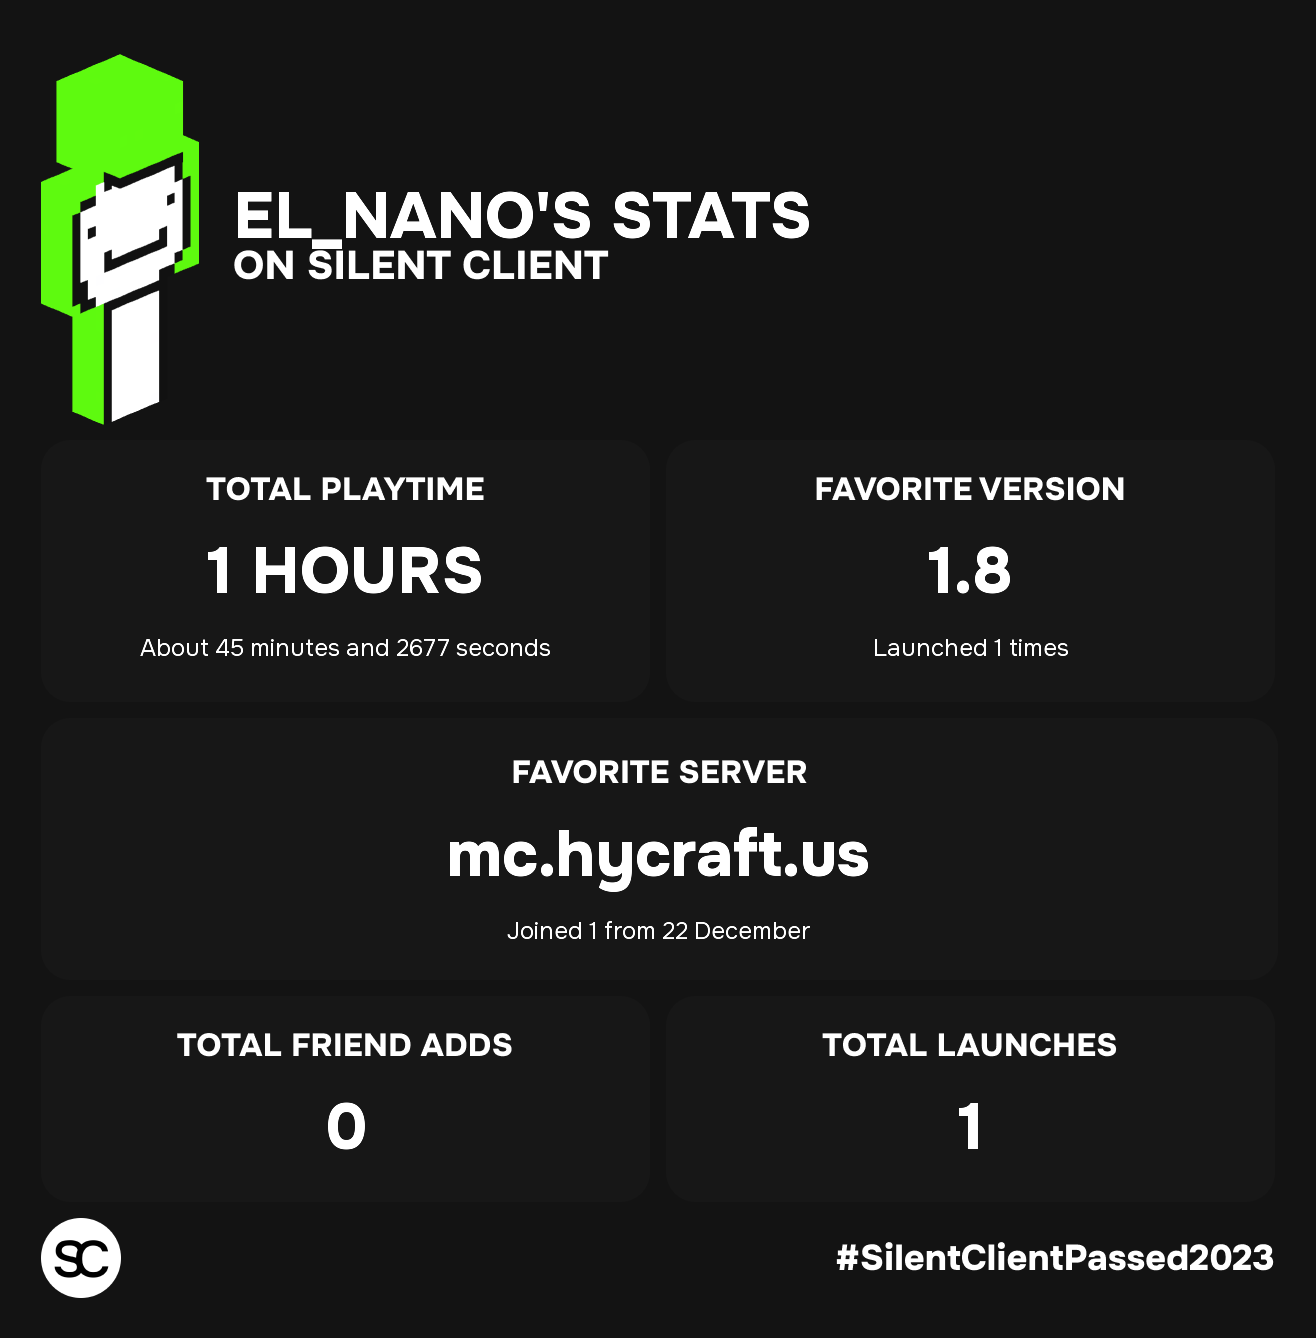 EL_NANO'S STATS
ON SILENT CLIENT
TOTAL PLAYTIME
1 HOURS
About 45 minutes and 2677 seconds
FAVORITE VERSION
1.8
Launched 1 times
FAVORITE SERVER
mc.hycraft.us
Joined 1 from 22 December
TOTAL FRIEND ADDS
0
TOTAL LAUNCHES
1
SC
#SilentClientPassed2023